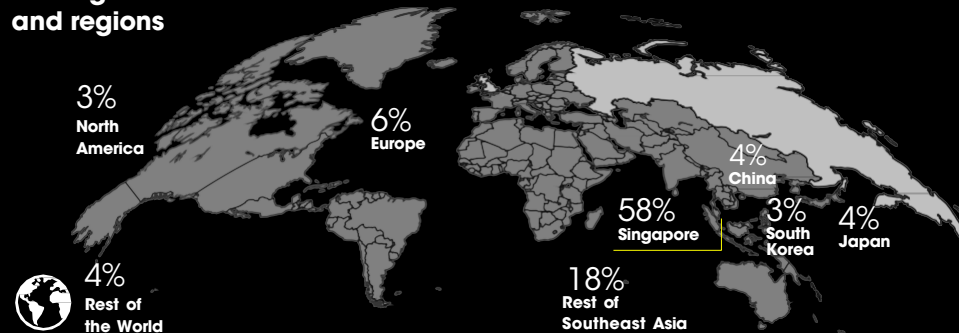 and regions
3%
North
America
6%
Europe
4%
China
58%
Singapore
3%
South
Korea
4%
Japan
4%
Rest of
the World
18%
Rest of
Southeast Asia